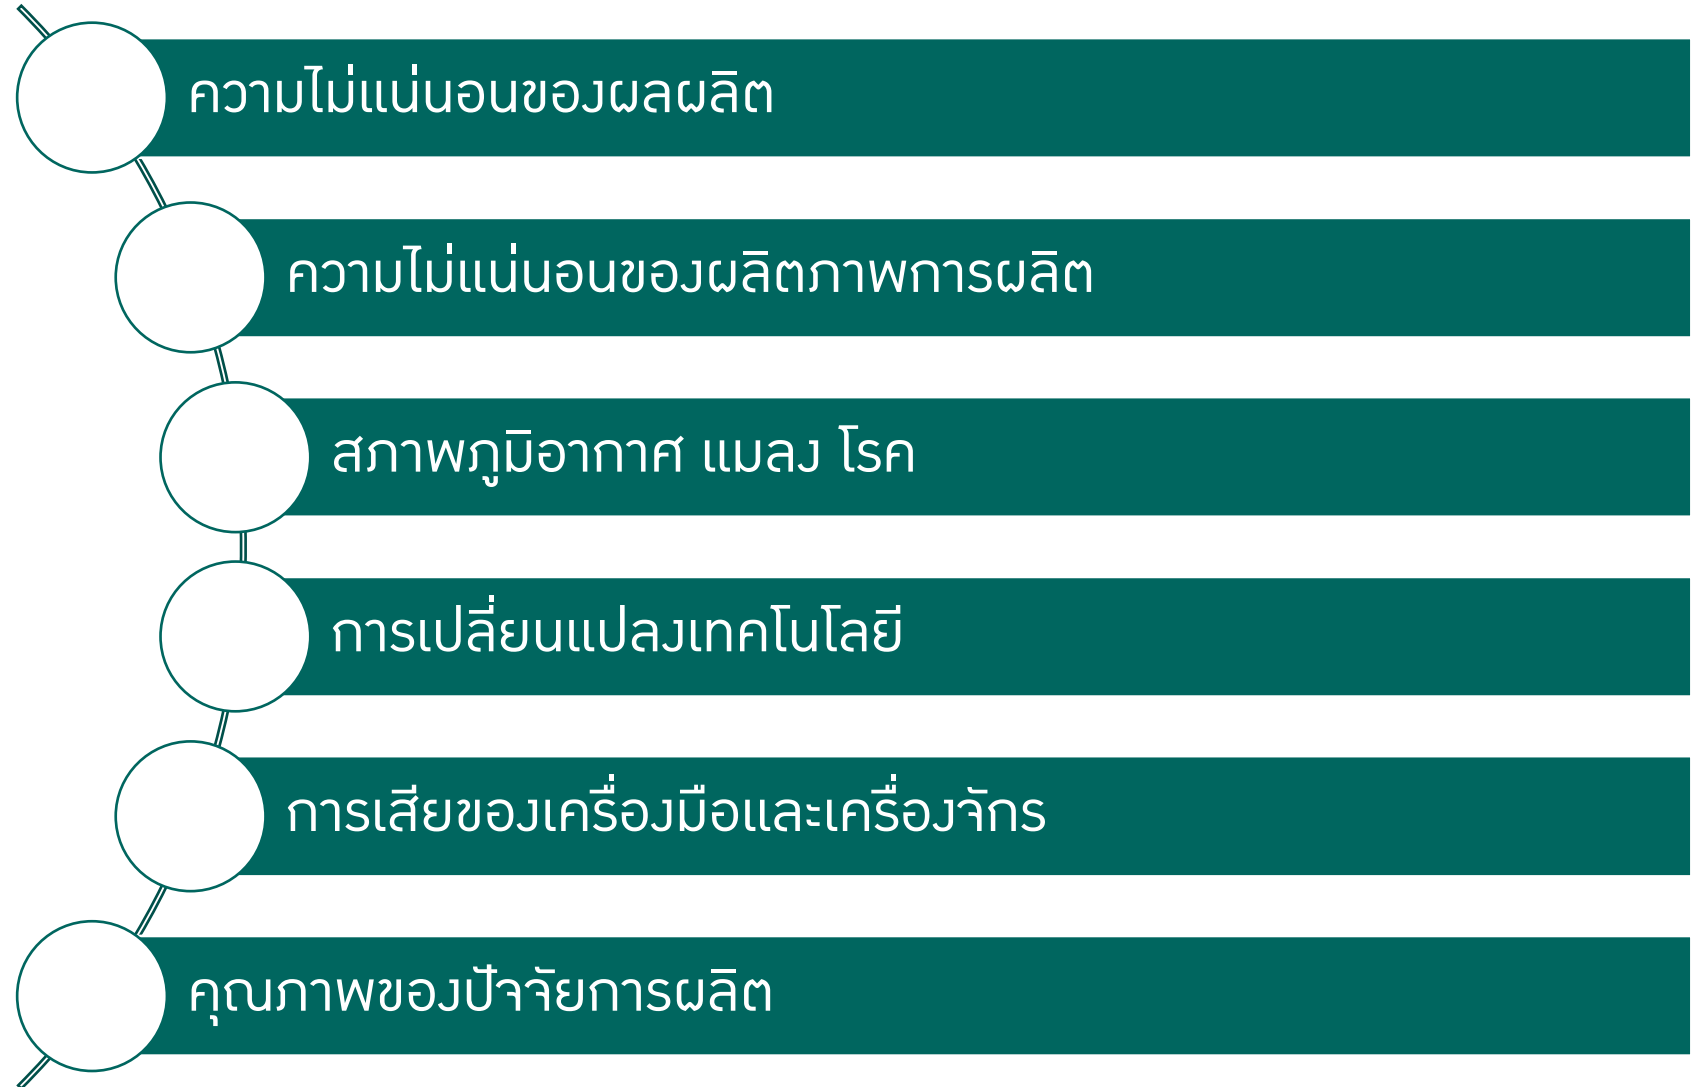 ความไม่แน่นอนของผลผลิต
ความไม่แน่นอนของผลิตภาพการผลิต
สภาพภูมิอากาศ แมลง โรค
การเปลี่ยนแปลงเทคโนโลยี
การเสียของเครื่องมือและเครื่องจักร
คุณภาพของปัจจัยการผลิต